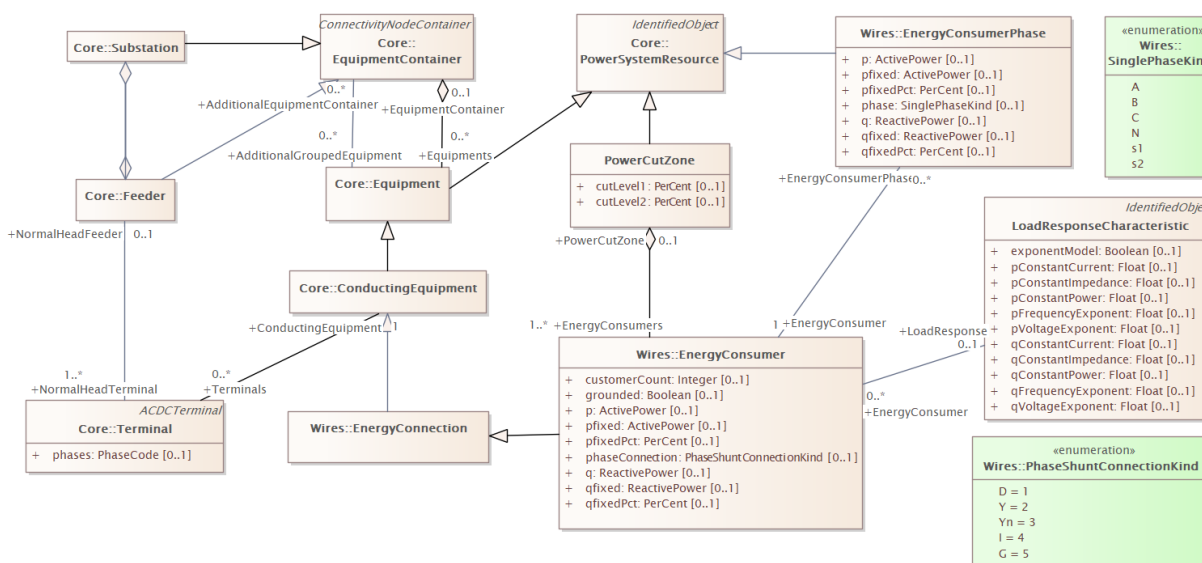 Core::Substation
ConnectivityNodeContainer
Core::
EquipmentContainer
IdentifiedObject
Core::
PowerSystemResource
Wires::EnergyConsumerPhase
+ p: ActivePower [0..1]
+ pfixed: ActivePower [0..1]
+ pfixedPct: PerCent [0..1]
+ phase: SinglePhaseKind [0..1]
+ q: ReactivePower [0..1]
+ qfixed: ReactivePower [0..1]
+ qfixedPct: PerCent [0..1]
«enumeration»
Wires::
SinglePhaseKind
A
B
C
N
s1
s2
+AdditionalEquipmentContainer
0..*
0..1
+EquipmentContainer
0..*
+AdditionalGroupedEquipment
0..*
+Equipments
PowerCutZone
+ cutLevel1: PerCent [0..1]
+ cutLevel2: PerCent [0..1]
+EnergyConsumerPhase
0..*
Core::Feeder
+NormalHeadFeeder
0..1
Core::Equipment
+PowerCutZone
0..1
IdentifiedObje
LoadResponseCharacteristic
+ exponentModel: Boolean [0..1]
+ pConstantCurrent: Float [0..1]
+ pConstantImpedance: Float [0..1]
+ pConstantPower: Float [0..1]
+ pFrequencyExponent: Float [0..1]
+ pVoltageExponent: Float [0..1]
+ qConstantCurrent: Float [0..1]
+ qConstantImpedance: Float [0..1]
+ qConstantPower: Float [0..1]
+ qFrequencyExponent: Float [0..1]
+ qVoltageExponent: Float [0..1]
Core::ConductingEquipment
+ConductingEquipment
1
1..*
+EnergyConsumers
1
+EnergyConsumer
+LoadResponse
0..1
1..*
+NormalHeadTerminal
0..*
+Terminals
ACDCTerminal
Core::Terminal
+ phases: PhaseCode [0..1]
Wires::EnergyConnection
Wires::EnergyConsumer
+ customerCount: Integer [0..1]
+ grounded: Boolean [0..1]
+ p: ActivePower [0..1]
+ pfixed: ActivePower [0..1]
+ pfixedPct: PerCent [0..1]
+ phaseConnection: PhaseShuntConnectionKind [0..1]
+ q: ReactivePower [0..1]
+ qfixed: ReactivePower [0..1]
+ qfixedPct: PerCent [0..1]
0..*
+EnergyConsumer
«enumeration»
Wires::PhaseShuntConnectionKind
D = 1
Y = 2
Yn = 3
I = 4
G = 5